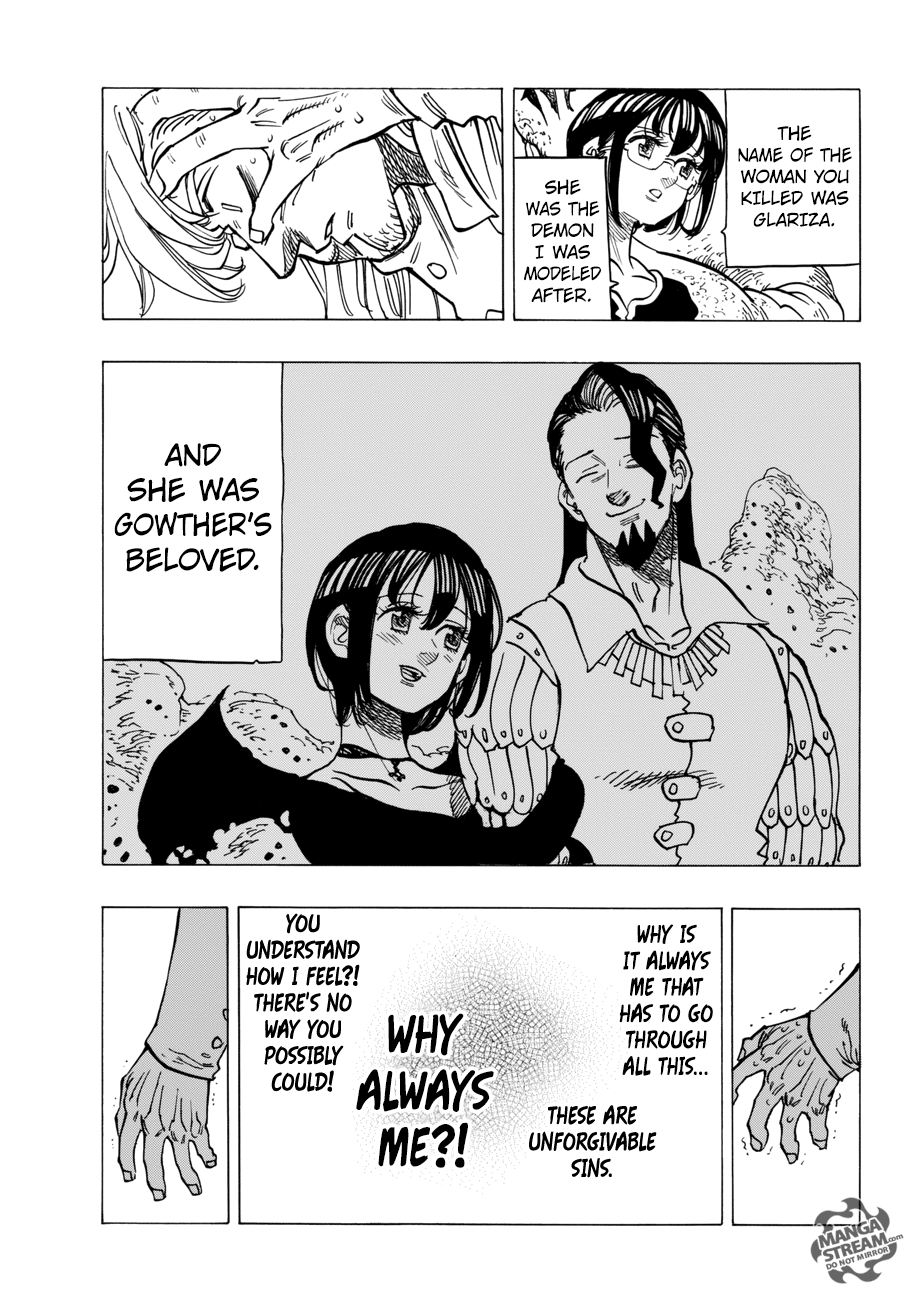 THE
NAME OF THE
WOMAN YOU
KILLED WAS
GLARIZA.
SHE
WAS THE
DEMON
I WAS
MODELED
AFTER.
AND
SHE WAS
GOWTHER'S
BELOVED.
WHY IS
IT ALWAYS
ME THAT
HAS TO GO
THROUGH
ALL THIS...
THESE ARE
UNFORGIVABLE
SINS.
WHY
ALWAYS
ME?!
YOU
UNDERSTAND
HOW I FEEL?!
THERE'S NO
WAY YOU
POSSIBLY
COULD!
MANGA
STREAM.com
DO NOT MIRROR